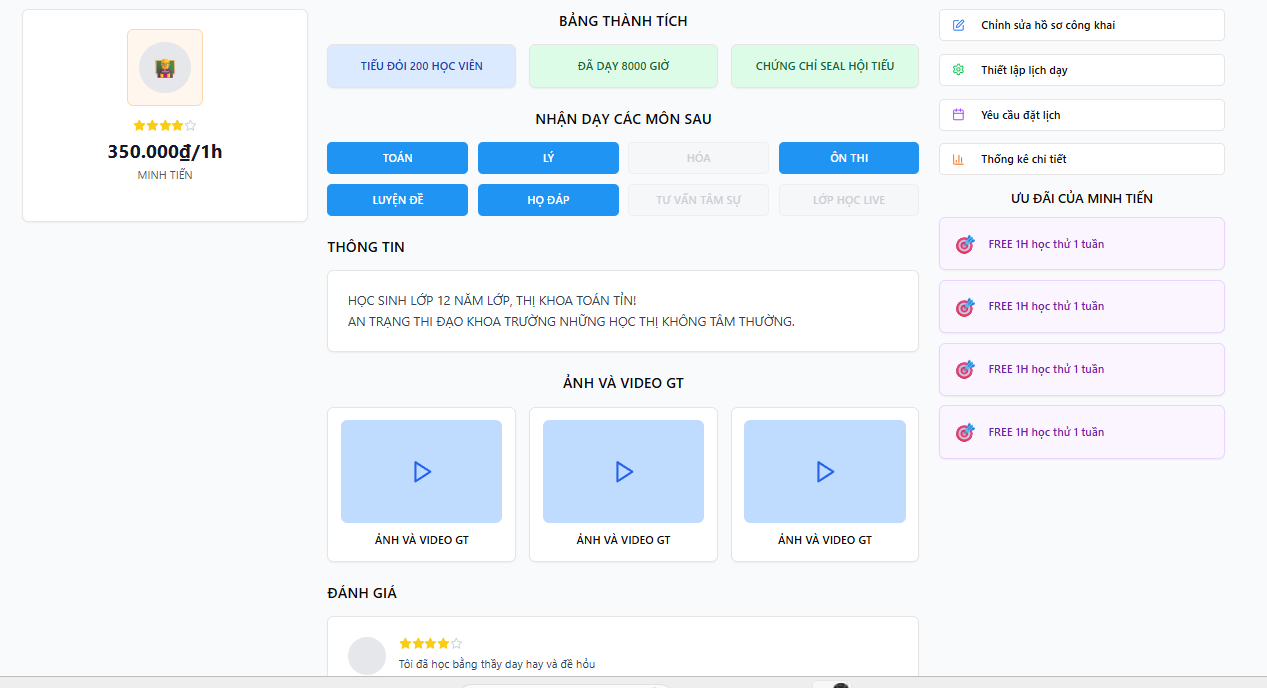 350.000₫/1h
MINH TIẾN
BẢNG THÀNH TÍCH
TIẾU ĐÓI 200 HỌC VIÊN
ĐÃ DẠY 8000 GIỜ
CHỨNG CHỈ SEAL HỘI TIẾU
NHẬN DẠY CÁC MÔN SAU
TOÁN
LÝ
HÓA
ÔN THI
LUYỆN ĐỀ
HỌ ĐÁP
TƯ VẤN TÂM SỰ
LỚP HỌC LIVE
THÔNG TIN
HỌC SINH LỚP 12 NĂM LỚP, THỊ KHOA TOÁN TỈN!
AN TRẠNG THI ĐẠO KHOA TRƯỜNG NHỮNG HỌC THỊ KHÔNG TÂM THƯỜNG.
ẢNH VÀ VIDEO GT
ẢNH VÀ VIDEO GT
ẢNH VÀ VIDEO GT
ẢNH VÀ VIDEO GT
ĐÁNH GIÁ
Tôi đã học bằng thầy day hay và đề hỏu
Chỉnh sửa hồ sơ công khai
Thiết lập lịch dạy
Yêu cầu đặt lịch
Thống kê chi tiết
ƯU ĐÃI CỦA MINH TIẾN
FREE 1H học thử 1 tuần
FREE 1H học thử 1 tuần
FREE 1H học thử 1 tuần
FREE 1H học thử 1 tuần